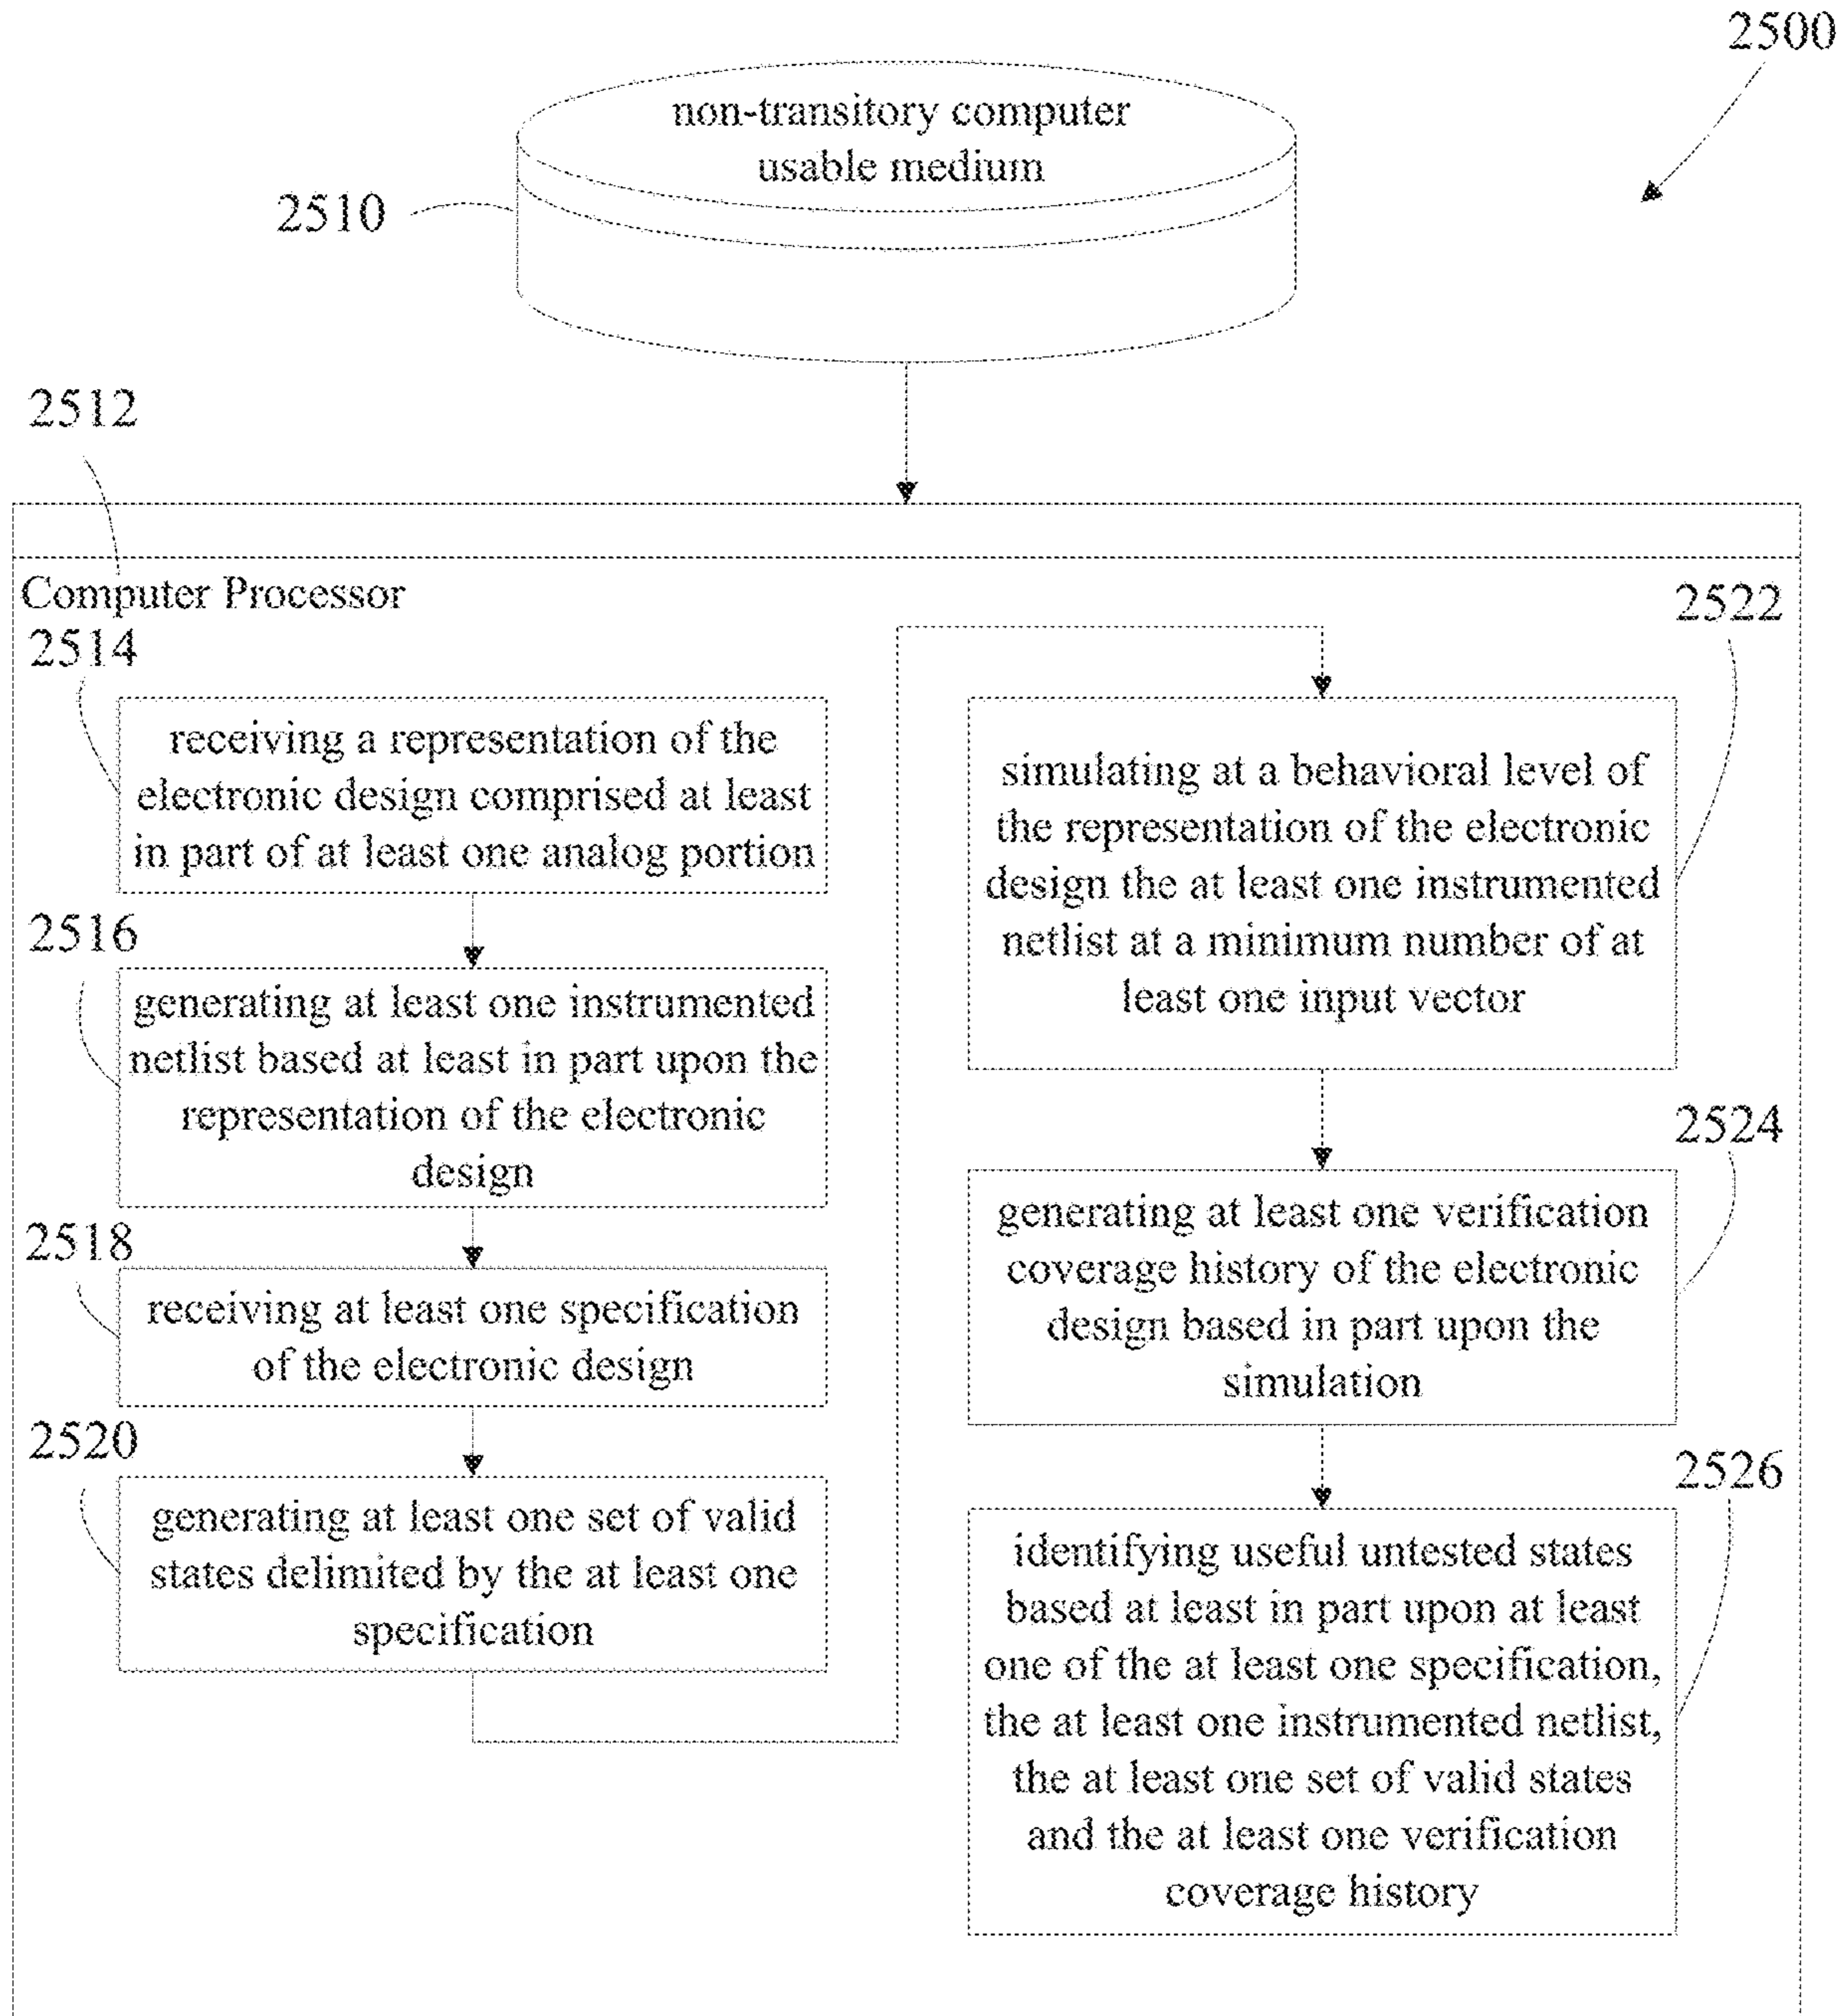 2500
non-transitory computer
usable medium
2510
2512
Computer Processor
2514
receiving a representation of the
electronic design comprised at least
in part of at least one analog portion
2516
generating at least one instrumented
netlist based at least in part upon the
representation of the electronic
design
2518
receiving at least one specification
of the electronic design
2520
generating at least one set of valid
states delimited by the at least one
specification
2522
simulating at a behavioral level of
the representation of the electronic
design the at least one instrumented
netlist at a minimum number of at
least one input vector
2524
generating at least one verification
coverage history of the electronic
design based in part upon the
simulation
2526
identifying useful untested states
based at least in part upon at least
one of the at least one specification,
the at least one instrumented netlist,
the at least one set of valid states
and the at least one verification
coverage history